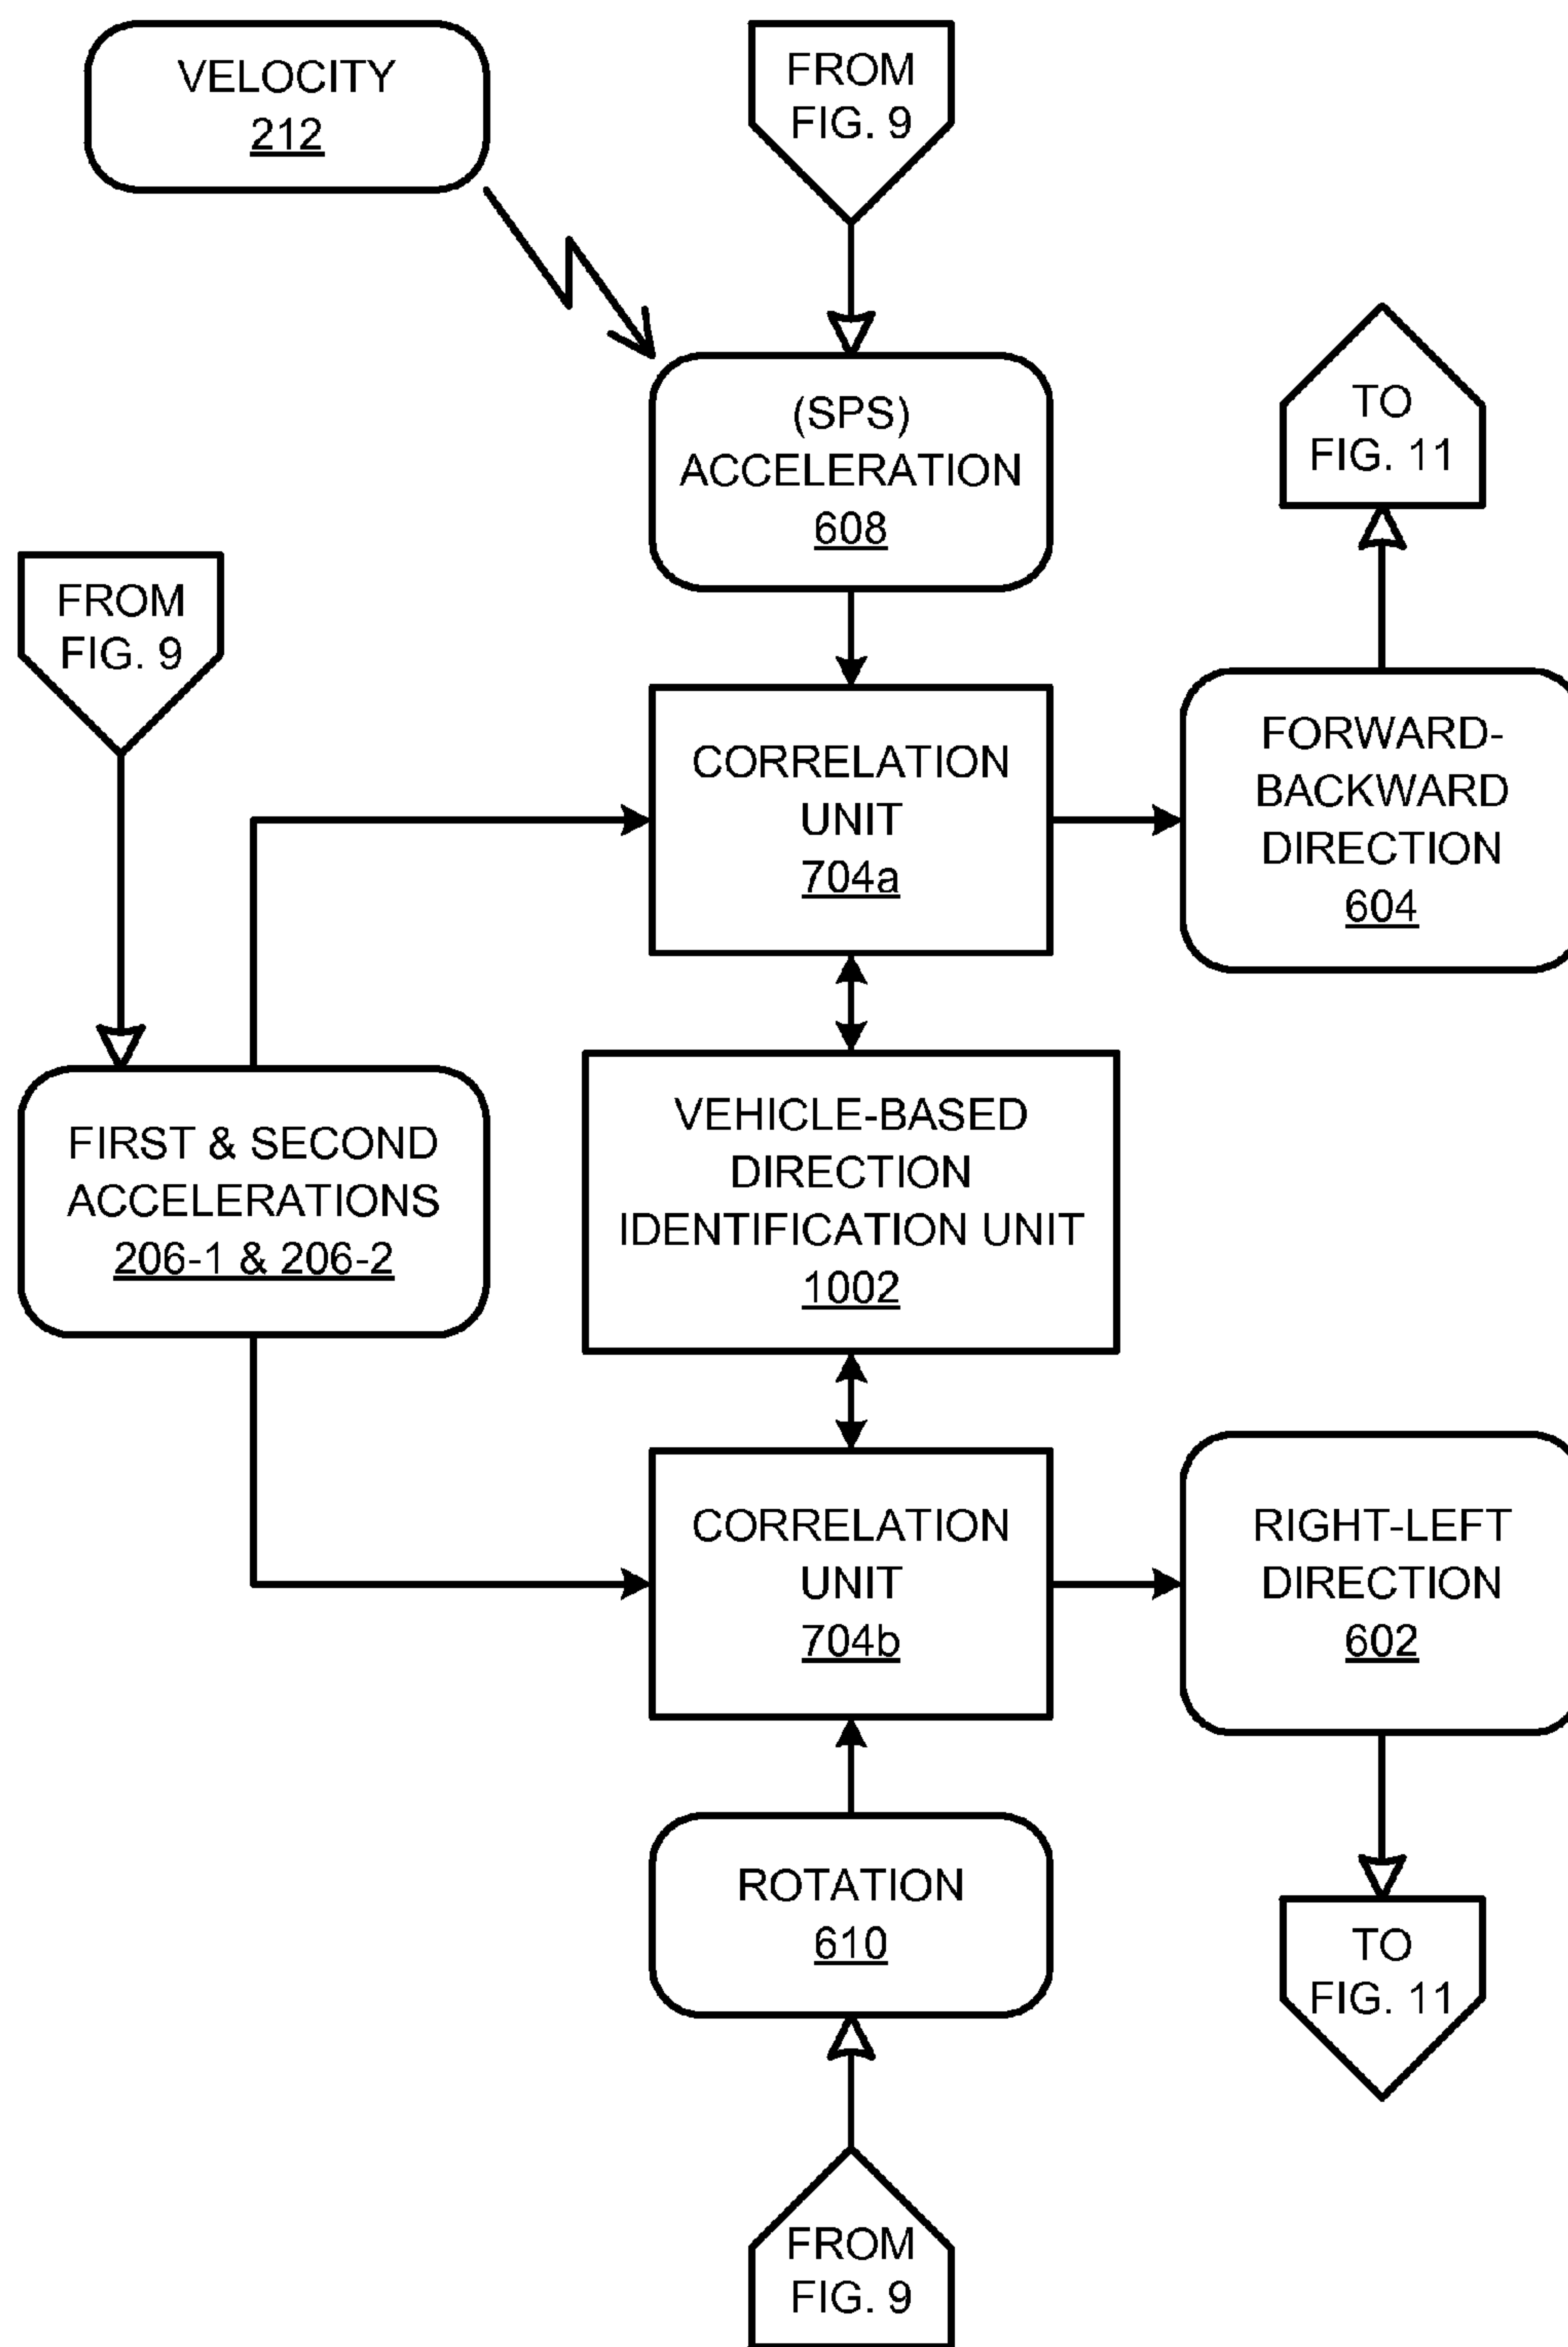 VELOCITY
212
FROM
FIG. 9
(SPS)
ACCELERATION
608
TO
FIG. 11
FROM
FIG. 9
CORRELATION
UNIT
704a
FORWARD-
BACKWARD
DIRECTION
604
FIRST & SECOND
ACCELERATIONS
206-1 & 206-2
VEHICLE-BASED
DIRECTION
IDENTIFICATION UNIT
1002
CORRELATION
UNIT
704b
RIGHT-LEFT
DIRECTION
602
ROTATION
610
TO
FIG. 11
FROM
FIG. 9